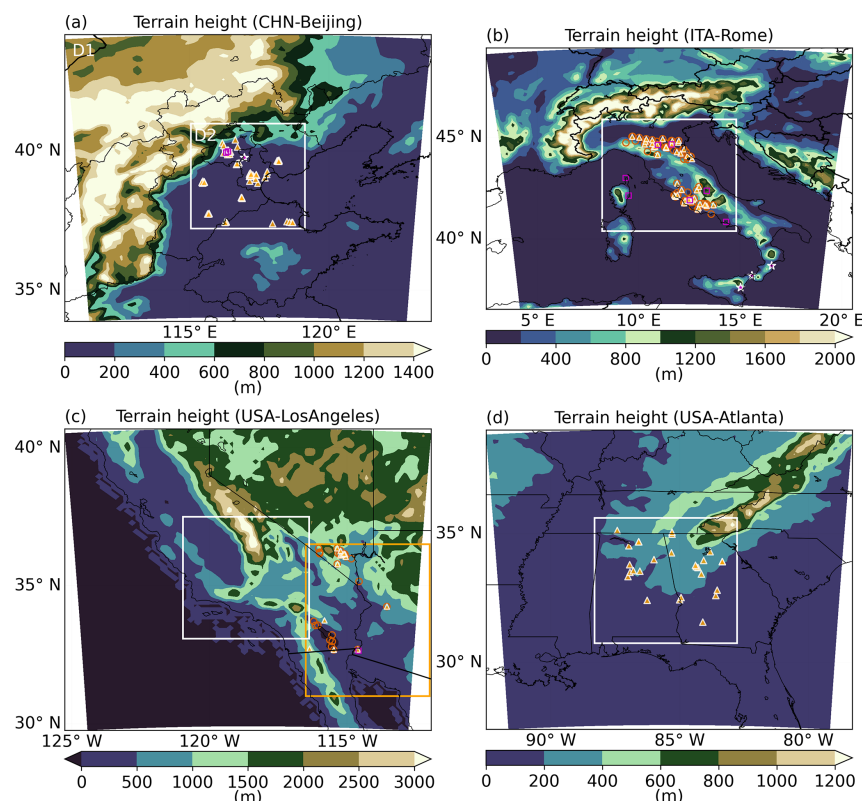 (a) Terrain height (CHN-Beijing)
D1
D2
40° N
35° N
115° E 120° E
0 200 400 600 800 1000 1200 1400
(m)
(b) Terrain height (ITA-Rome)
45° N
40° N
5° E 10° E 15° E 20° E
400 800 1200 1600 2000
(m)
(c) Terrain height (USA-LosAngeles)
40° N
35° N
30° N
125° W 120° W 115° W
0 500 1000 1500 2000 2500 3000
(m)
(d) Terrain height (USA-Atlanta)
35° N
30° N
90° W 85° W 80° W
0 200 400 600 800 1000 1200
(m)